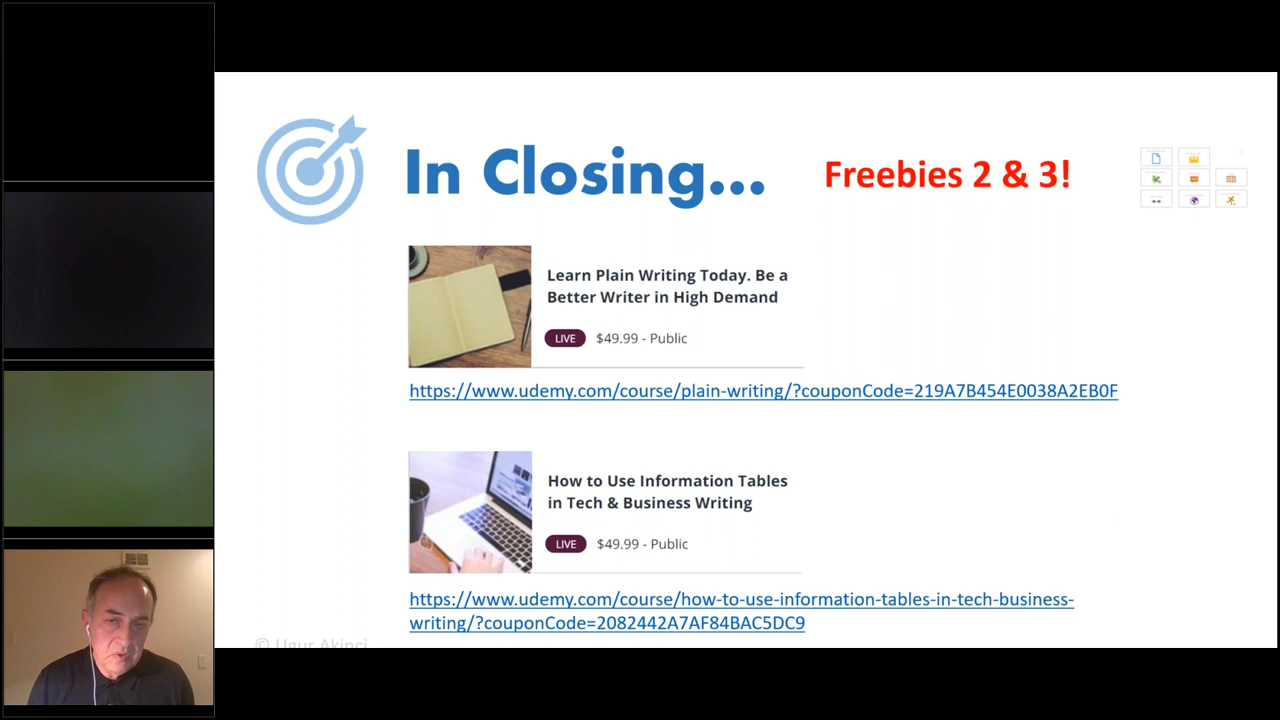 In Closing...
Freebies 2 & 3!
Learn Plain Writing Today. Be a
Better Writer in High Demand
LIVE $49.99 - Public
https://www.udemy.com/course/plain-writing/?couponCode=219A7B454E0038A2EB0F
How to Use Information Tables
in Tech & Business Writing
LIVE $49.99 - Public
https://www.udemy.com/course/how-to-use-information-tables-in-tech-business-
writing/?couponCode=2082442A7AF84BAC5DC9
© Ugur Akinci